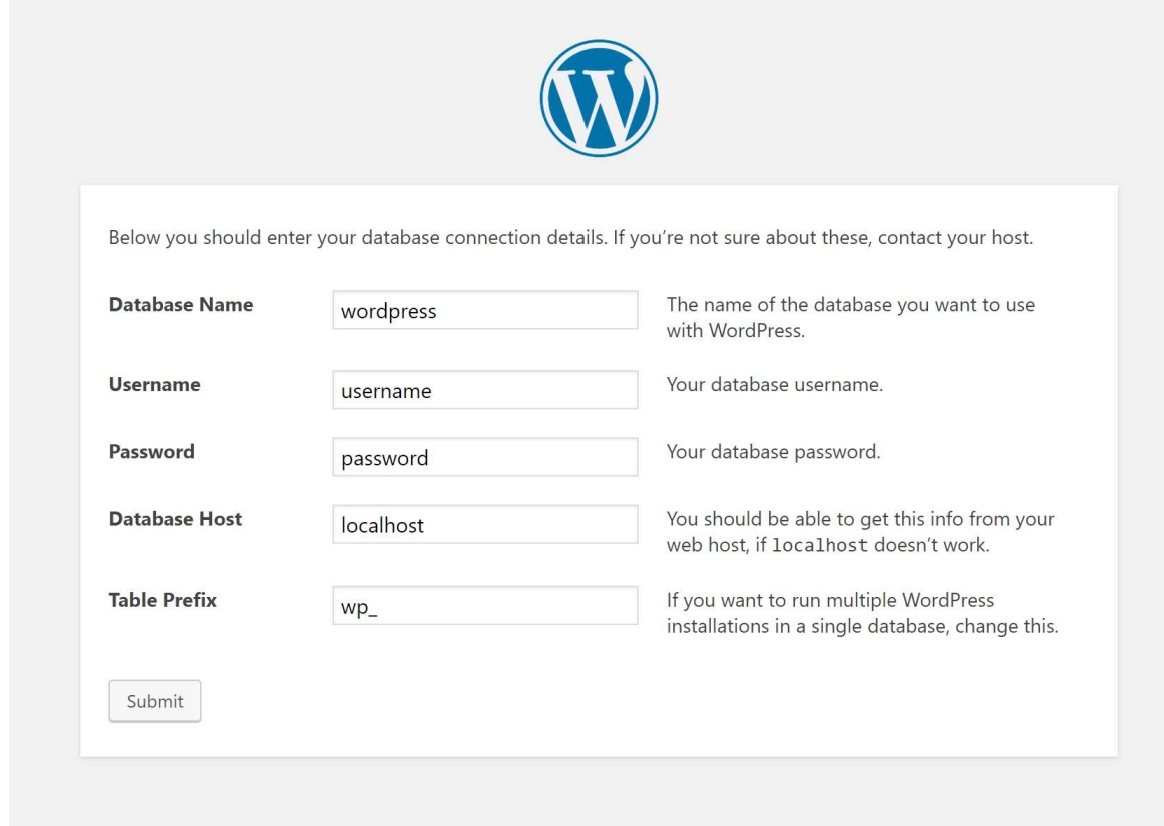 Below you should enter your database connection details. If you’re not sure about these, contact your host.
Database Name
wordpress
The name of the database you want to use
with WordPress.
Username
username
Your database username.
Password
password
Your database password.
Database Host
localhost
You should be able to get this info from your
web host, if localhost doesn’t work.
Table Prefix
wp_
If you want to run multiple WordPress
installations in a single database, change this.
Submit